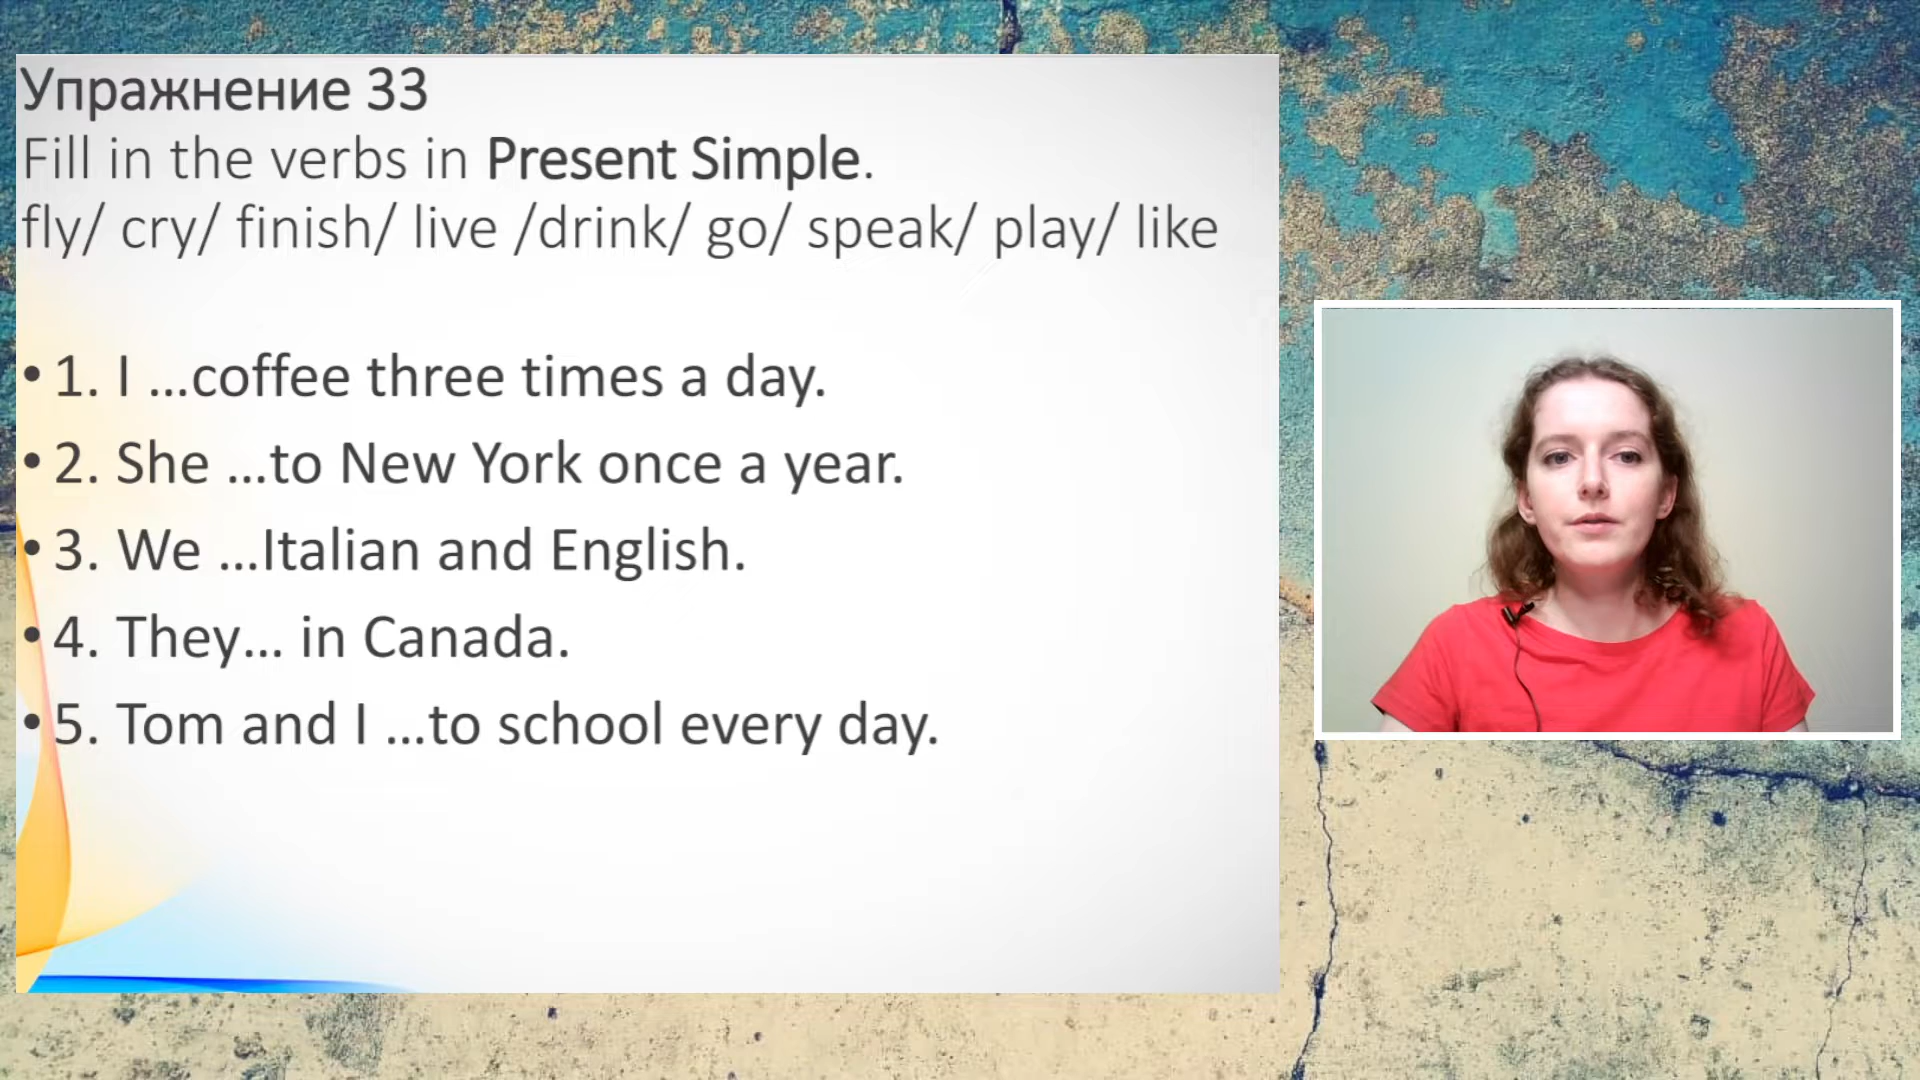 Упражнение 33
Fill in the verbs in Present Simple.
fly/ cry/ finish/ live /drink/ go/ speak/ play/ like
• 1. I ...coffee three times a day.
• 2. She ...to New York once a year.
• 3. We ...Italian and English.
• 4. They... in Canada.
• 5. Tom and I ...to school every day.